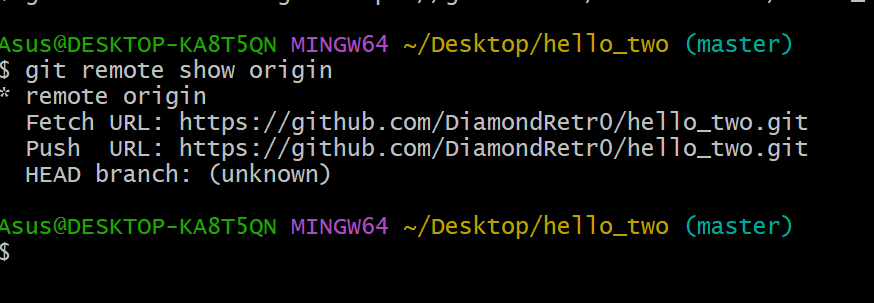 Asus@DESKTOP-KA8T5QN MINGW64 ~/Desktop/hello_two (master)
$ git remote show origin
* remote origin
  Fetch URL: https://github.com/DiamondRetr0/hello_two.git
  Push  URL: https://github.com/DiamondRetr0/hello_two.git
  HEAD branch: (unknown)
Asus@DESKTOP-KA8T5QN MINGW64 ~/Desktop/hello_two (master)
$